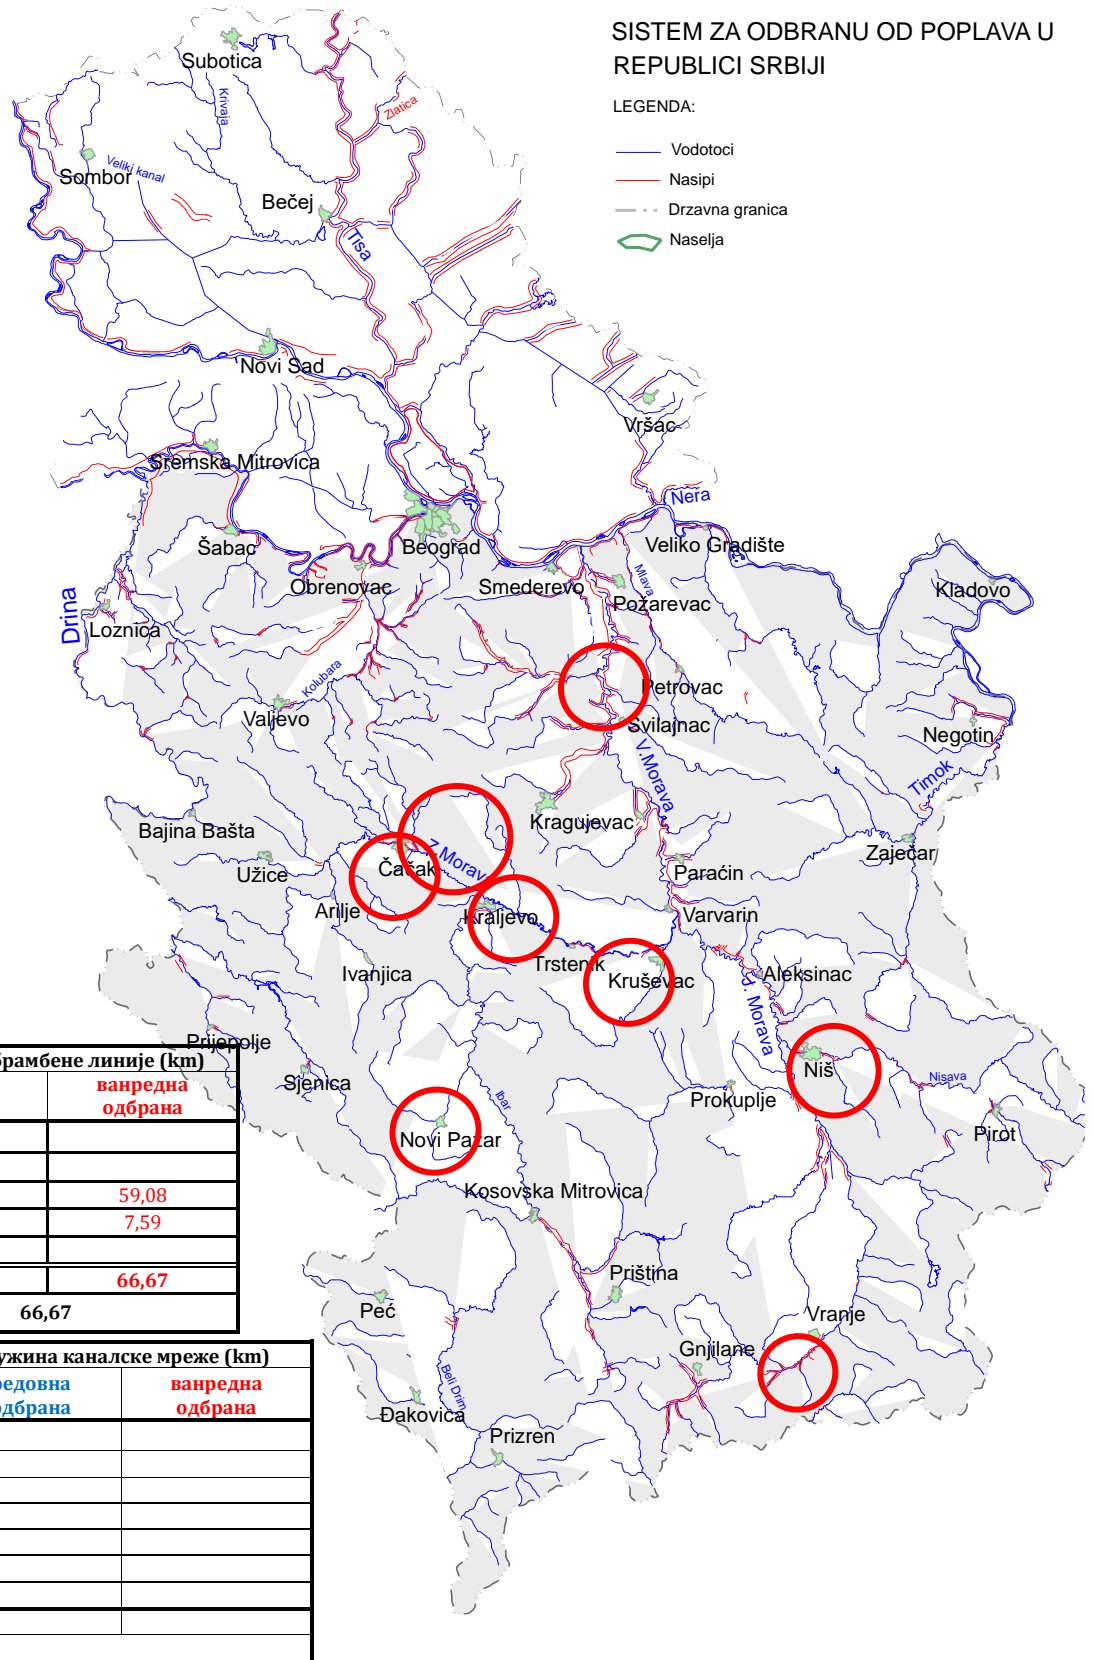 SISTEM ZA ODBRANU OD POPLAVA U
REPUBLICI SRBIJI
LEGENDA:
Vodotoci
Nasipi
Drzavna granica
Naselja
Subotica
Krivaja
Zlatica
Sombor
Veliki kanal
Bečej
Tisa
Novi Sad
Vršac
Sremska Mitrovica
Nera
Šabac
Beograd
Veliko Gradište
Obrenovac
Smederevo
Mlava
Požarevac
Kladovo
Drina
Loznica
Kolubara
Petrovac
Valjevo
Svilajnac
Negotin
V.Morava
Timok
Bajina Bašta
Kragujevac
Zaječar
Užice
Čačak
Z.Morav
Paraćin
Arilje
Kraljevo
Varvarin
Ivanjica
Trstenik
Kruševac
Aleksinac
J. Morava
Prijepolje
Sjenica
Ibar
Niš
Nisava
Prokuplje
Pirot
Novi Pazar
Kosovska Mitrovica
Priština
Peć
Vranje
Gnjilane
Beli Drim
Đakovica
Prizren
брамбене линије (km)
ванредна
одбрана
59,08
7,59
66,67
66,67
ужина каналске мреже (km)
редовна
одбрана
ванредна
одбрана